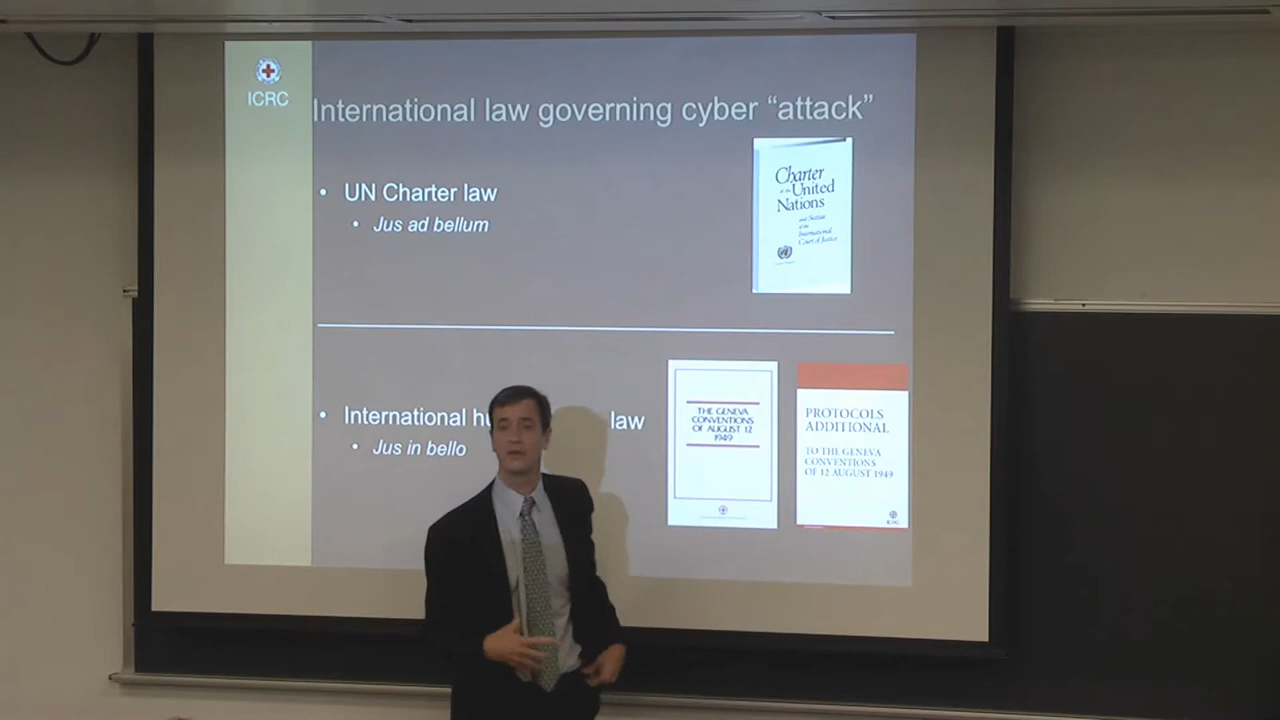 ICRC
International law governing cyber “attack”
• UN Charter law
• Jus ad bellum
Charter
of the United
Nations
and Statute
of the
International
Court of Justice
• International hu law
• Jus in bello
THE GENEVA
CONVENTIONS
OF AUGUST 12
1949
PROTOCOLS
ADDITIONAL
TO THE GENEVA
CONVENTIONS
OF 12 AUGUST 1949
ICRC